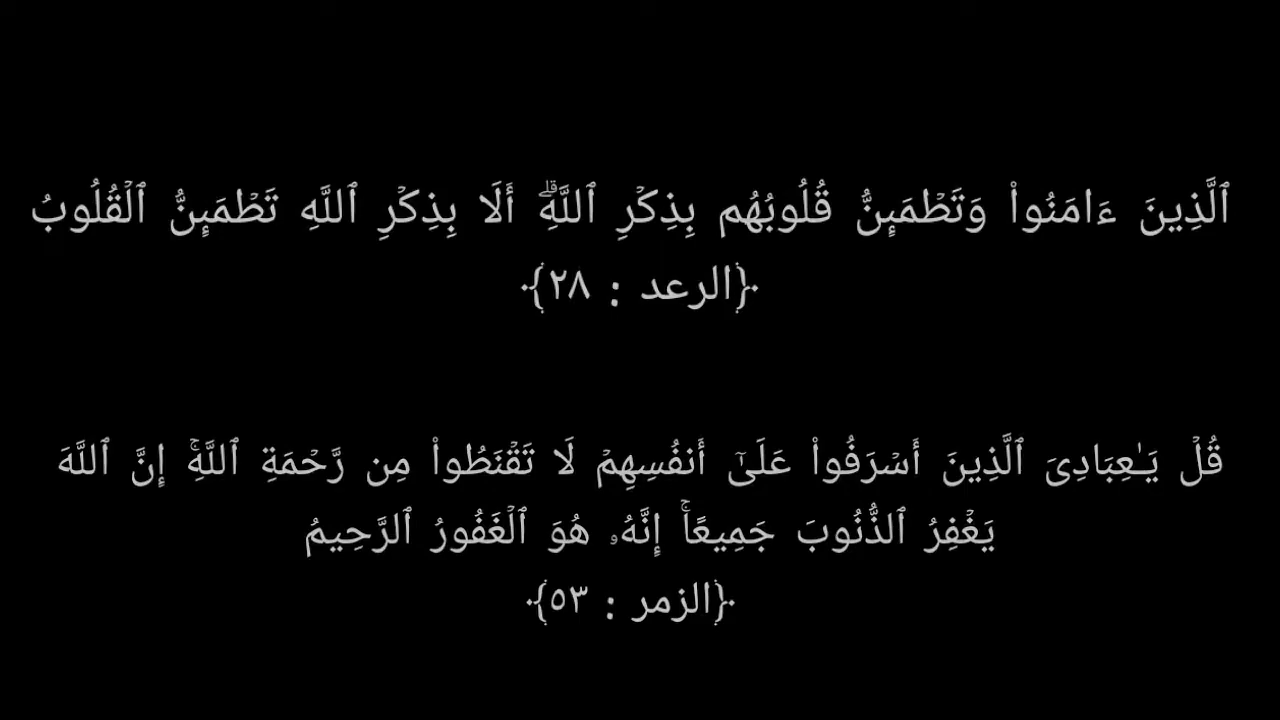 ٱلَّذِينَ ءَامَنُوا۟ وَتَطْمَئِنُّ قُلُوبُهُم بِذِكْرِ ٱللَّهِ ۗ أَلَا بِذِكْرِ ٱللَّهِ تَطْمَئِنُّ ٱلْقُلُوبُ
﴿الرعد : ٢٨﴾
قُلْ يَـٰعِبَادِىَ ٱلَّذِينَ أَسْرَفُوا۟ عَلَىٰٓ أَنفُسِهِمْ لَا تَقْنَطُوا۟ مِن رَّحْمَةِ ٱللَّهِ ۚ إِنَّ ٱللَّهَ
يَغْفِرُ ٱلذُّنُوبَ جَمِيعًا ۚ إِنَّهُۥ هُوَ ٱلْغَفُورُ ٱلرَّحِيمُ
﴿الزمر : ٥٣﴾